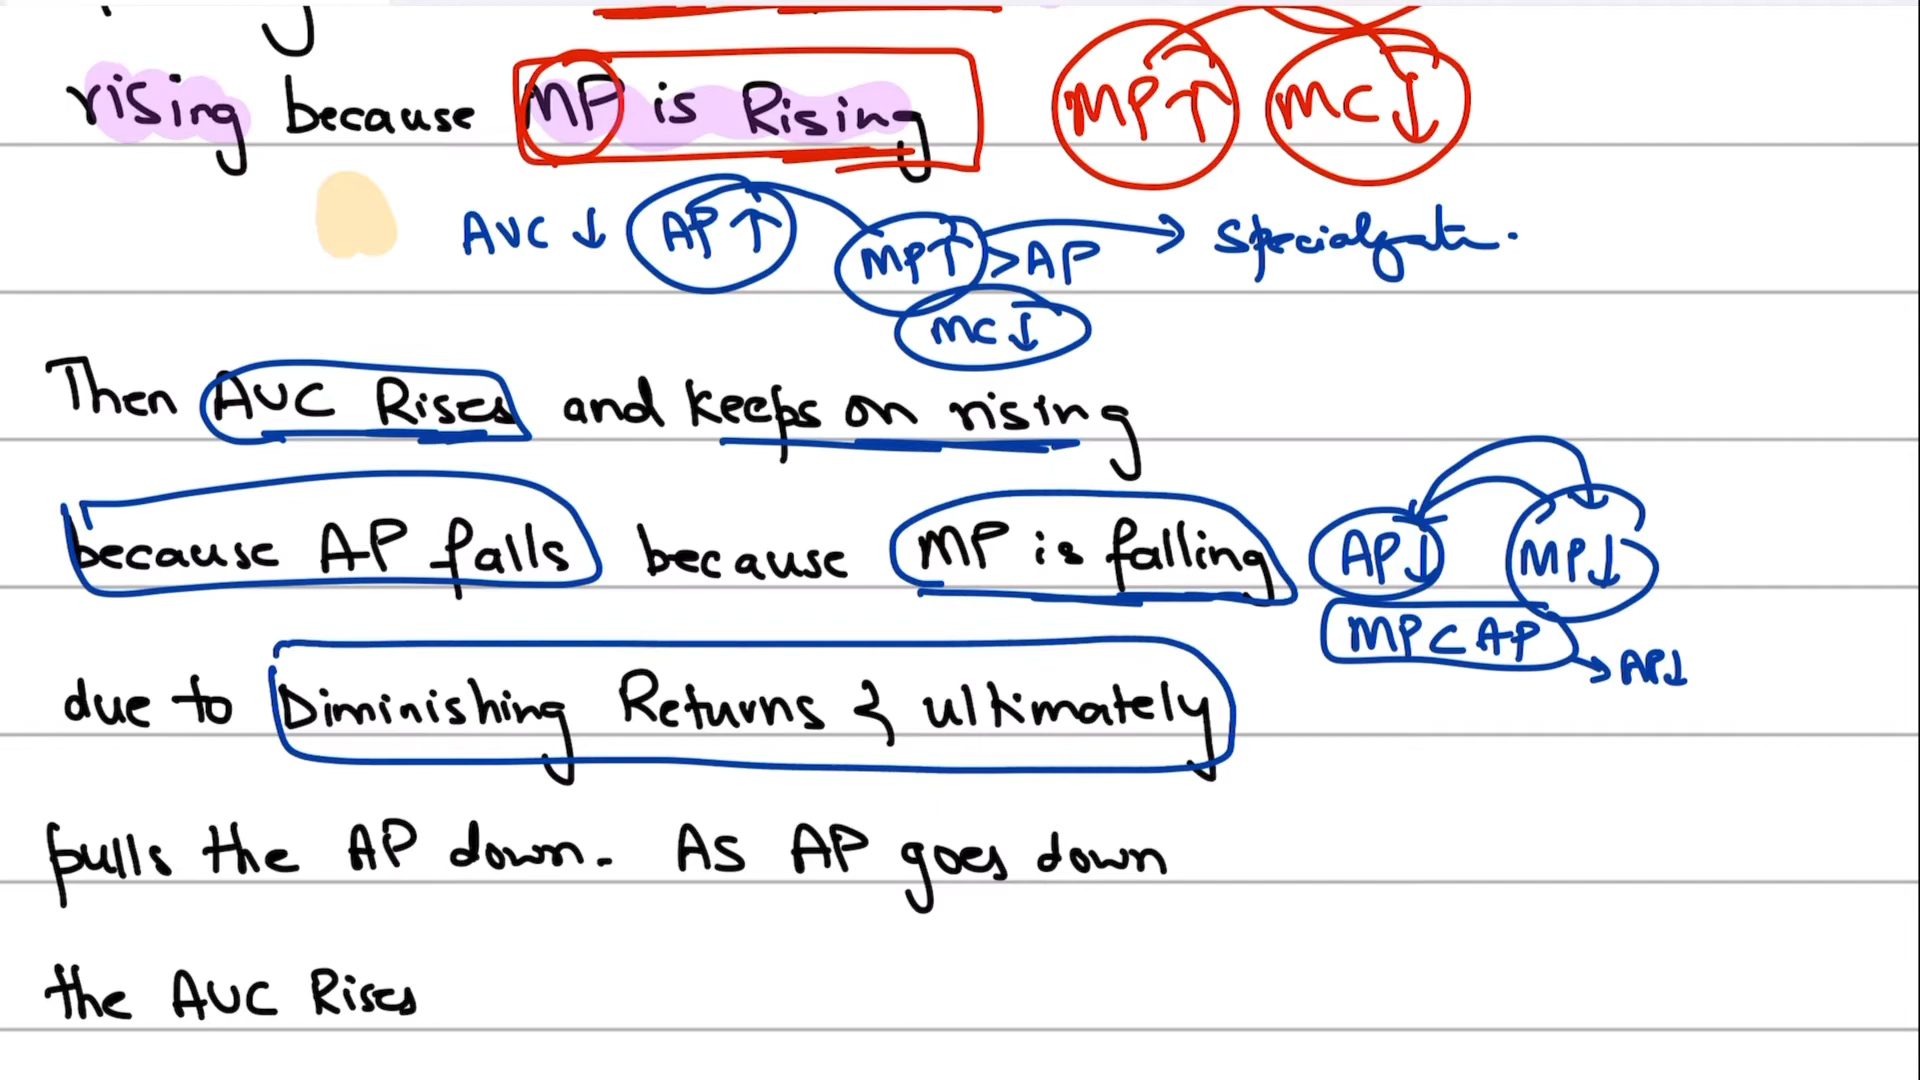 rising because MP is Rising MP↑ MC↓
AVC ↓ AP↑ MP↑ > AP →
MC↓
Then AVC Rises and keeps on rising
because AP falls because MP is falling AP↓ MP↓
MP < AP → AP↓
due to Diminishing Returns & ultimately
pulls the AP down. As AP goes down
the AVC Rises